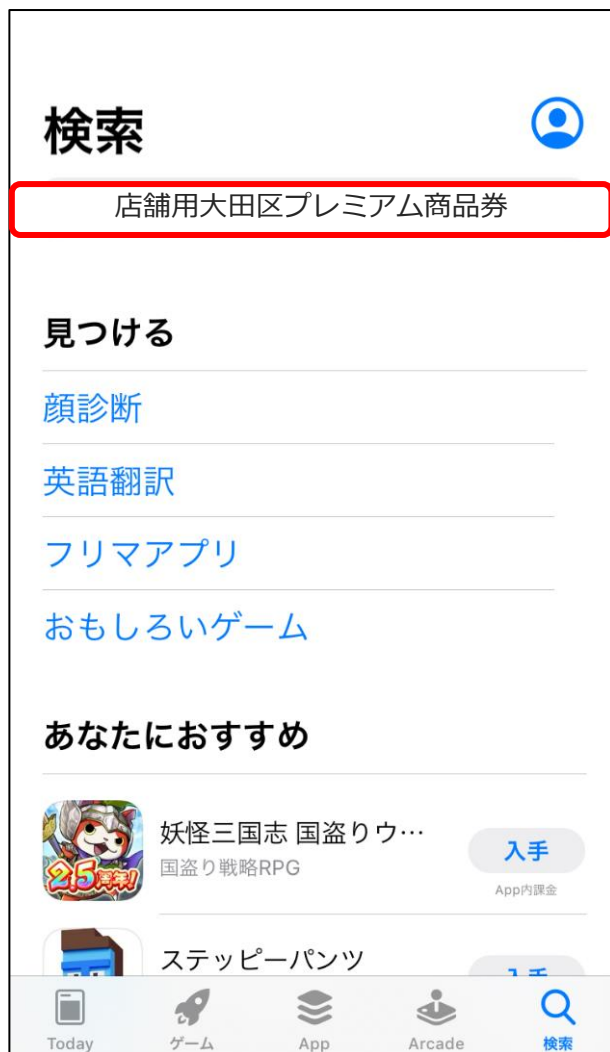 検索
店舗用大田区プレミアム商品券
見つける
顔診断
英語翻訳
フリマアプリ
おもしろいゲーム
あなたにおすすめ
2.5周年!
妖怪三国志 国盗りウ…
国盗り戦略RPG
入手
App内課金
ステッピーパンツ
入手
Today
ゲーム
App
Arcade
検索